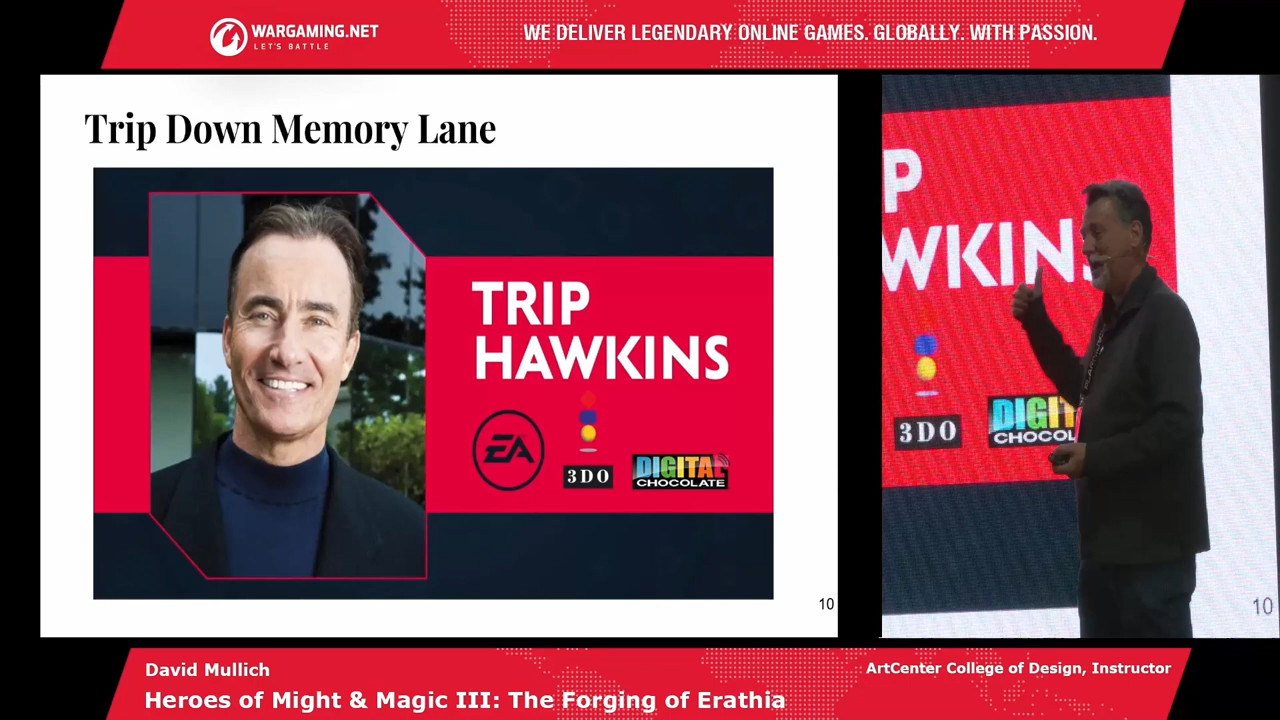 WARGAMING.NET
LET'S BATTLE
WE DELIVER LEGENDARY ONLINE GAMES. GLOBALLY. WITH PASSION.
Trip Down Memory Lane
TRIP
HAWKINS
EA
3DO
DIGITAL
CHOCOLATE
10
P
WKINS
3DO
DIGIT
CHOCOL
10
David Mullich
ArtCenter College of Design, Instructor
Heroes of Might & Magic III: The Forging of Erathia